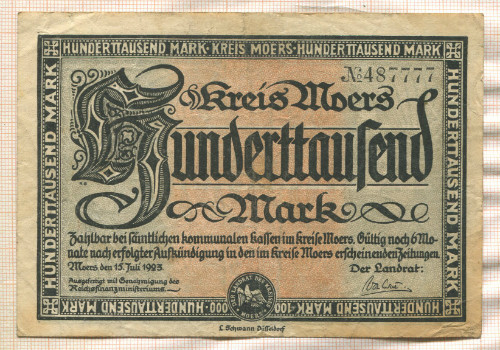 HUNDERTTAUSEND MARK · KREIS MOERS · HUNDERTTAUSEND MARK
HUNDERTTAUSEND MARK
HUNDERTTAUSEND MARK
№ 487777
Kreis Moers
Hunderttausend
Mark
Zahlbar bei sämtlichen kommunalen Kassen im Kreise Moers. Gültig noch 6 Mo-
nate nach erfolgter Aufkündigung in den im Kreise Moers erscheinenden Zeitungen.
Moers den 15. Juli 1923
Der Landrat:
Ausgefertigt mit Genehmigung des
Reichsfinanzministeriums
HUNDERTTAUSEND MARK · 100
000 · HUNDERTTAUSEND MARK
L. Schwann Düsseldorf